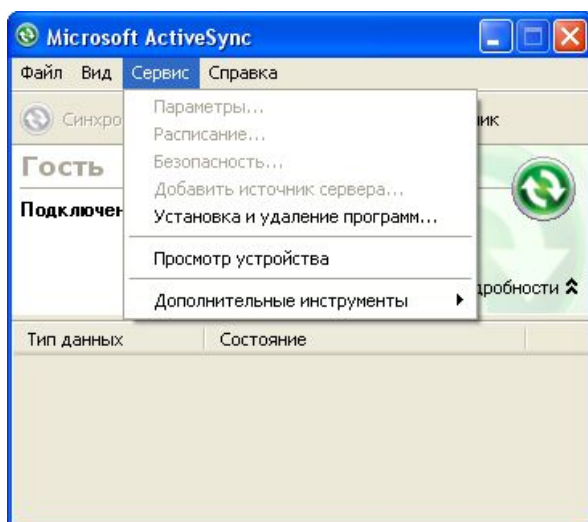 Microsoft ActiveSync
Файл Вид Сервис Справка
Параметры...
Расписание...
Безопасность...
Добавить источник сервера...
Установка и удаление программ...
Просмотр устройства
Дополнительные инструменты
Гость
Тип данных Состояние